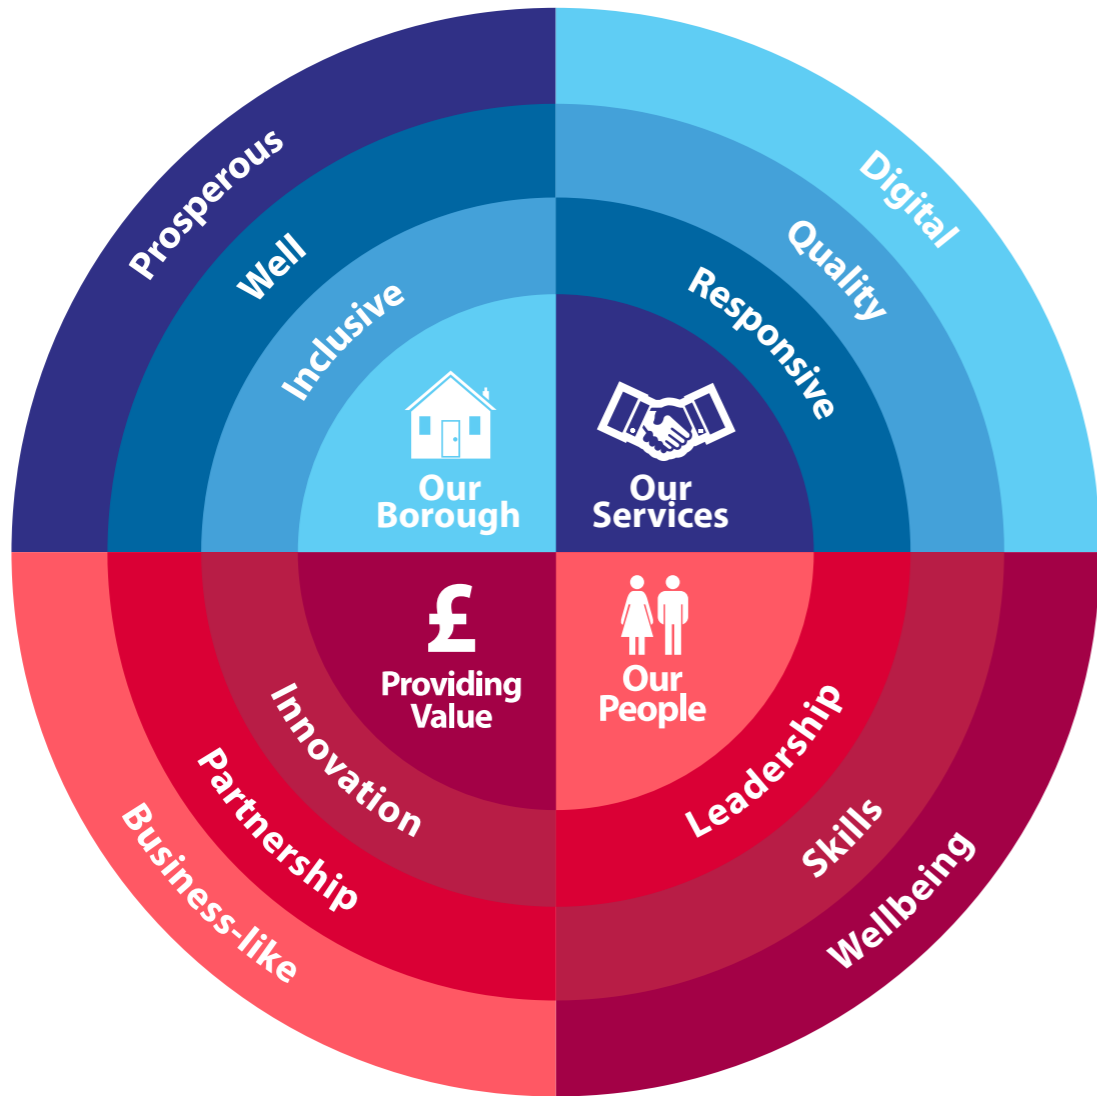 Prosperous
Well
Inclusive
Our
Borough
Digital
Quality
Responsive
Our
Services
£
Providing
Value
Innovation
Partnership
Business-like
Our
People
Leadership
Skills
Wellbeing